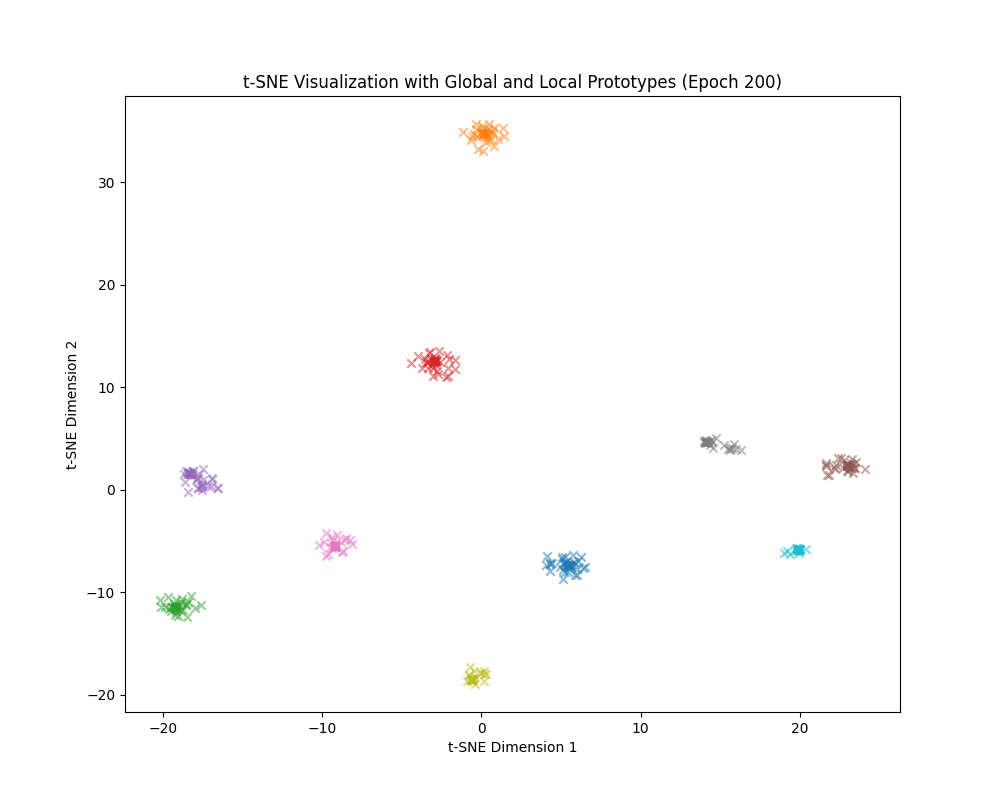 t-SNE Visualization with Global and Local Prototypes (Epoch 200)
t-SNE Dimension 2
30
20
10
0
−10
−20
−20 −10 0 10 20
t-SNE Dimension 1